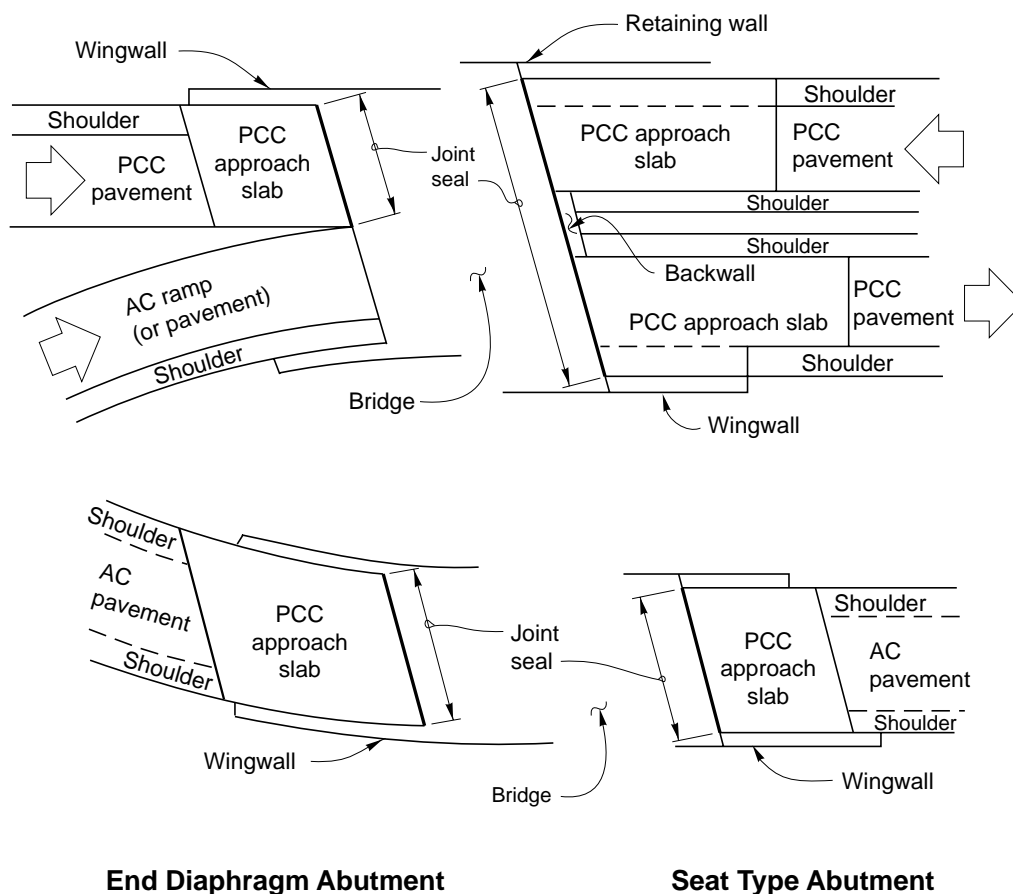 Retaining wall
Wingwall
Shoulder
Shoulder
PCC
approach
slab
PCC
pavement
Joint
seal
PCC approach
slab
PCC
pavement
Shoulder
Shoulder
Backwall
AC ramp
(or pavement)
PCC approach slab
PCC
pavement
Shoulder
Shoulder
Bridge
Wingwall
Shoulder
AC
pavement
Shoulder
PCC
approach
slab
Joint
seal
PCC
approach
slab
Shoulder
AC
pavement
Shoulder
Wingwall
Bridge
Wingwall
End Diaphragm Abutment
Seat Type Abutment